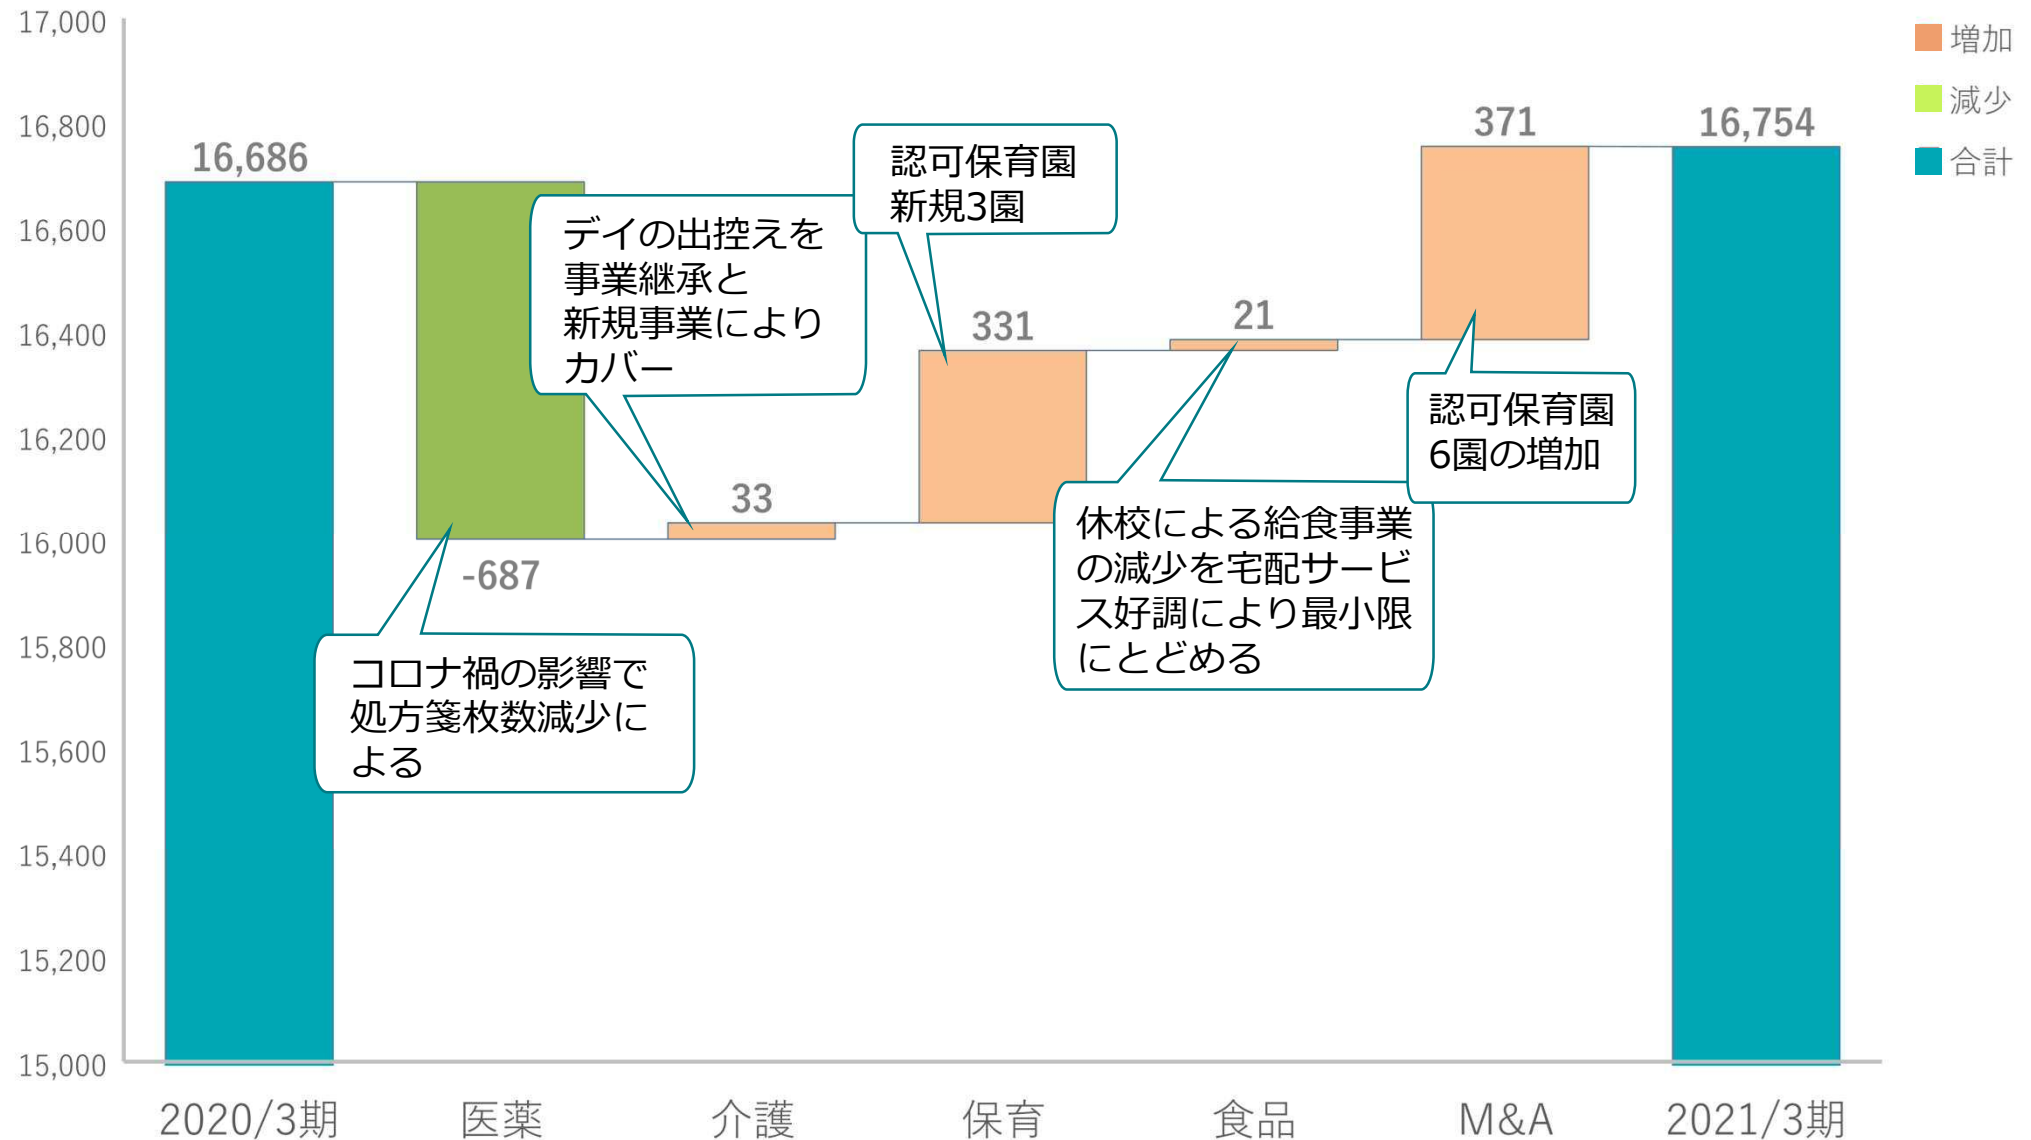 17,000
16,800
16,600
16,400
16,200
16,000
15,800
15,600
15,400
15,200
15,000
増加
減少
合計
16,686
-687
33
331
21
371
16,754
デイの出控えを
事業継承と
新規事業により
カバー
認可保育園
新規3園
コロナ禍の影響で
処方箋枚数減少に
よる
休校による給食事業
の減少を宅配サービ
ス好調により最小限
にとどめる
認可保育園
6園の増加
2020/3期
医薬
介護
保育
食品
M&A
2021/3期